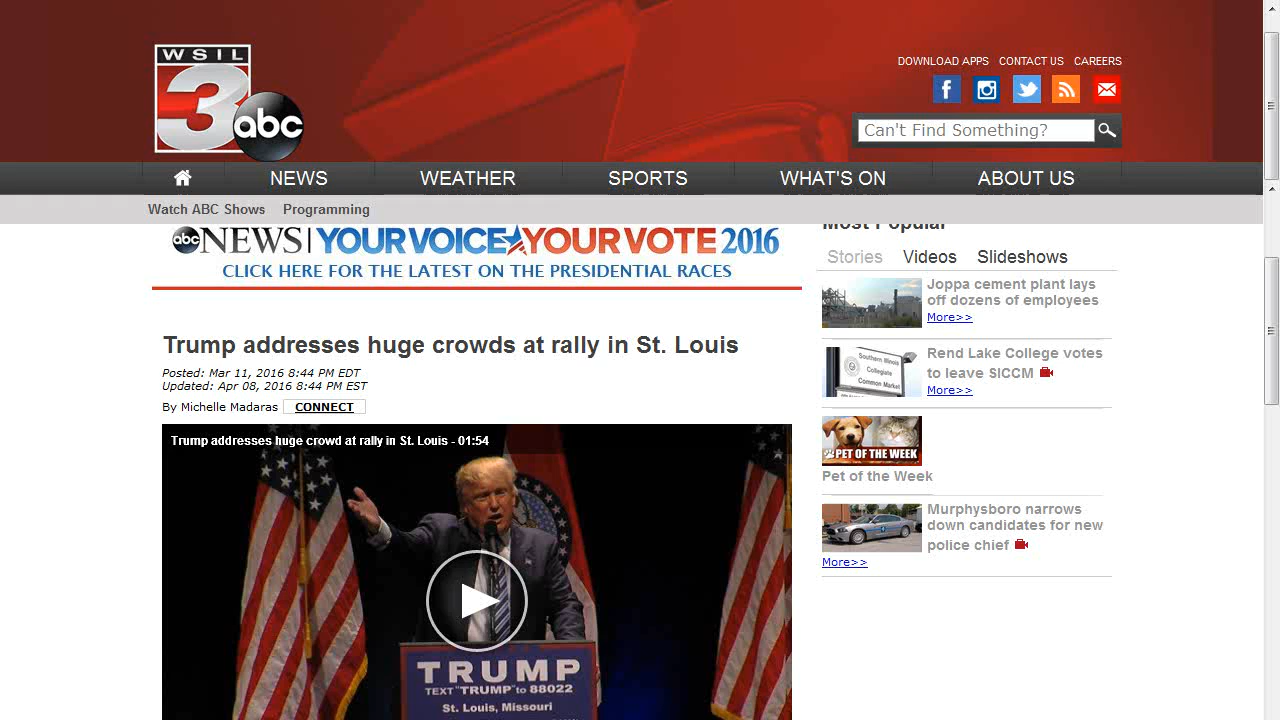 WSIL
3
abc
DOWNLOAD APPS CONTACT US CAREERS
Can't Find Something?
NEWS WEATHER SPORTS WHAT'S ON ABOUT US
Watch ABC Shows Programming
abc NEWS | YOUR VOICE YOUR VOTE 2016
CLICK HERE FOR THE LATEST ON THE PRESIDENTIAL RACES
Trump addresses huge crowds at rally in St. Louis
Posted: Mar 11, 2016 8:44 PM EDT
Updated: Apr 08, 2016 8:44 PM EST
By Michelle Madaras CONNECT
Trump addresses huge crowd at rally in St. Louis - 01:54
TRUMP
TEXT "TRUMP" to 88022
St. Louis, Missouri
Most Popular
Stories Videos Slideshows
Joppa cement plant lays
off dozens of employees
More>>
Southern Illinois
Collegiate
Common Market
Rend Lake College votes
to leave SICCM
More>>
PET OF THE WEEK
Pet of the Week
Murphysboro narrows
down candidates for new
police chief
More>>